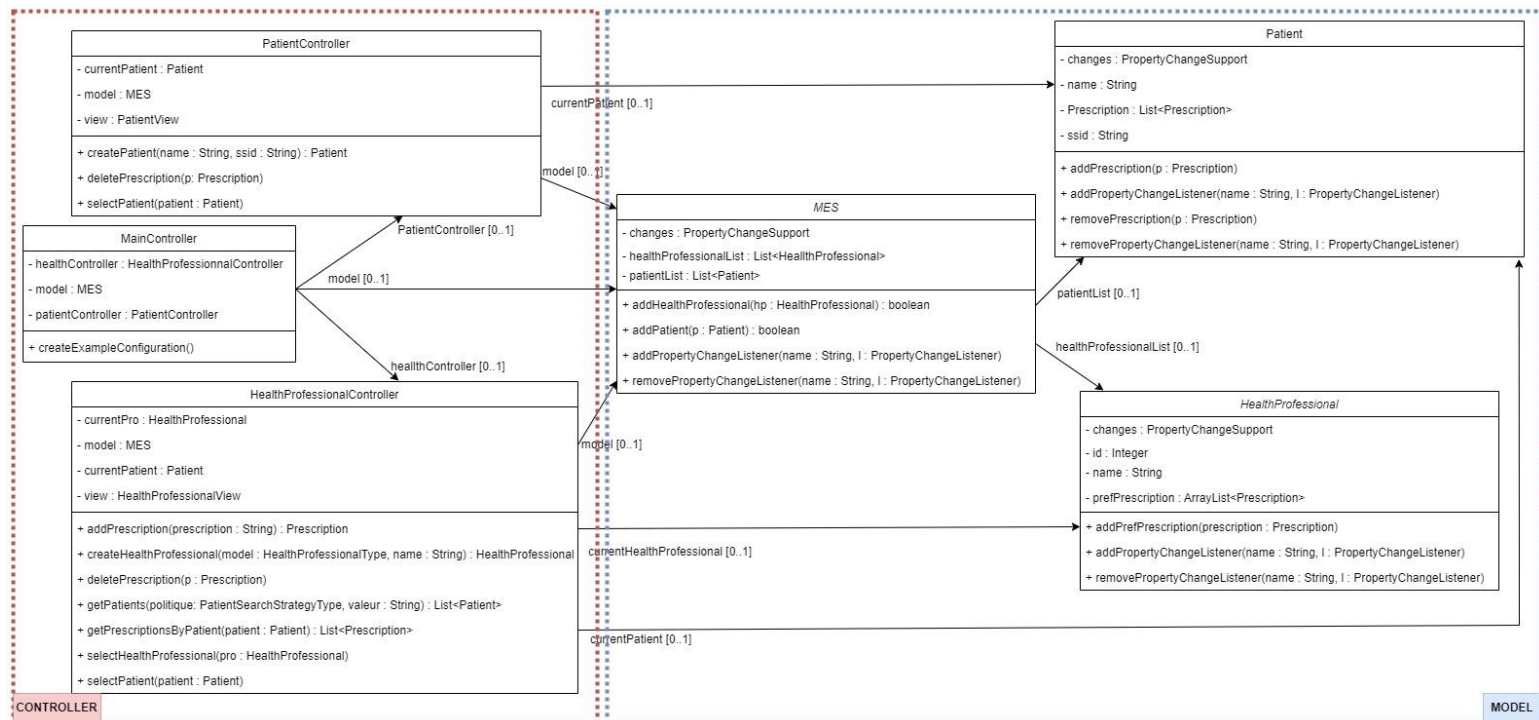 PatientController
- currentPatient : Patient
- model : MES
- view : PatientView
+ createPatient(name : String, ssid : String) : Patient
+ deletePrescription(p: Prescription)
+ selectPatient(patient : Patient)
currentPatient [0..1]
model [0..1]
PatientController [0..1]
MainController
- healthController : HealthProfessionnalController
- model : MES
- patientController : PatientController
+ createExampleConfiguration()
model [0..1]
heallthController [0..1]
HealthProfessionalController
- currentPro : HealthProfessional
- model : MES
- currentPatient : Patient
- view : HealthProfessionalView
+ addPrescription(prescription : String) : Prescription
+ createHealthProfessional(model : HealthProfessionalType, name : String) : HealthProfessional
+ deletePrescription(p : Prescription)
+ getPatients(politique: PatientSearchStrategyType, valeur : String) : List<Patient>
+ getPrescriptionsByPatient(patient : Patient) : List<Prescription>
+ selectHealthProfessional(pro : HealthProfessional)
+ selectPatient(patient : Patient)
model [0..1]
currentHealthProfessional [0..1]
currentPatient [0..1]
CONTROLLER
MES
- changes : PropertyChangeSupport
- healthProfessionalList : List<HeallthProfessional>
- patientList : List<Patient>
+ addHealthProfessional(hp : HealthProfessional) : boolean
+ addPatient(p : Patient) : boolean
+ addPropertyChangeListener(name : String, l : PropertyChangeListener)
+ removePropertyChangeListener(name : String, l : PropertyChangeListener)
Patient
- changes : PropertyChangeSupport
- name : String
- Prescription : List<Prescription>
- ssid : String
+ addPrescription(p : Prescription)
+ addPropertyChangeListener(name : String, l : PropertyChangeListener)
+ removePrescription(p : Prescription)
+ removePropertyChangeListener(name : String, l : PropertyChangeListener)
patientList [0..1]
healthProfessionalList [0..1]
HealthProfessional
- changes : PropertyChangeSupport
- id : Integer
- name : String
- prefPrescription : ArrayList<Prescription>
+ addPrefPrescription(prescription : Prescription)
+ addPropertyChangeListener(name : String, l : PropertyChangeListener)
+ removePropertyChangeListener(name : String, l : PropertyChangeListener)
MODEL